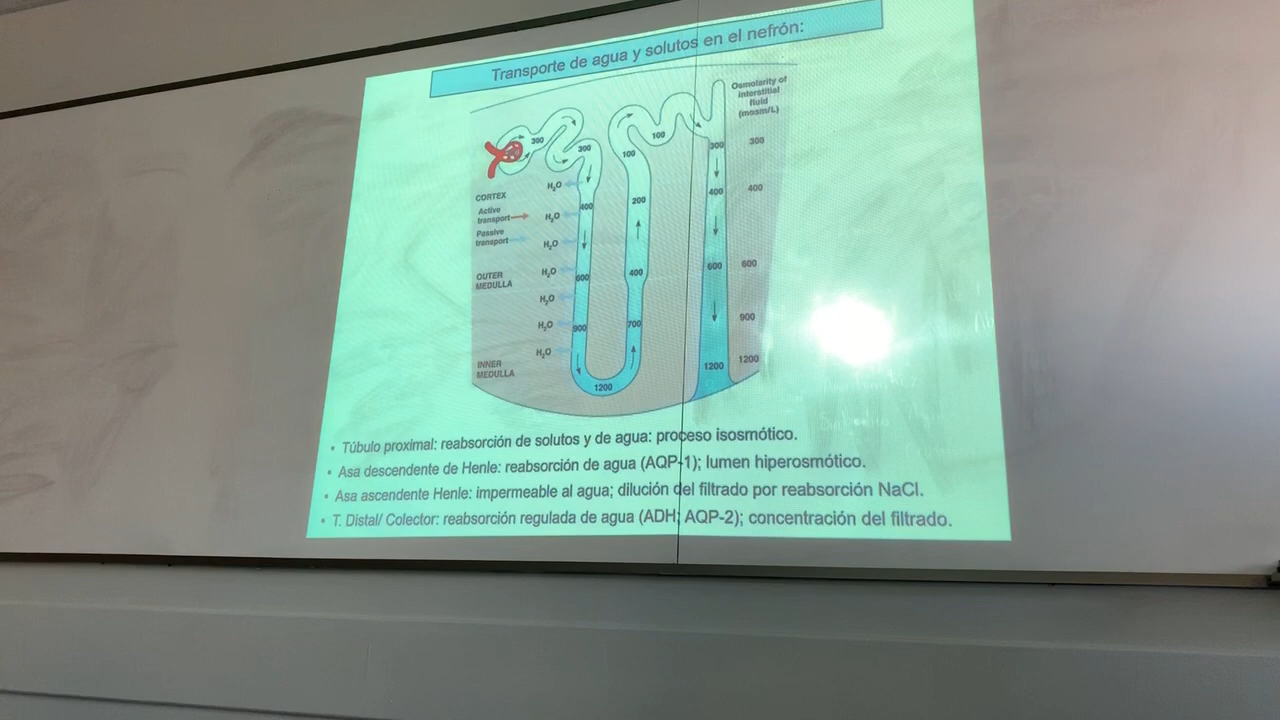 Transporte de agua y solutos en el nefrón:
Osmolarity of
interstitial
fluid
(mosm/L)
300
300
100
100
300
300
H₂O
CORTEX
400
200
400
400
Active
transport
H₂O
Passive
transport
H₂O
OUTER
MEDULLA
H₂O
600
400
600
600
H₂O
H₂O
900
700
900
H₂O
INNER
MEDULLA
1200
1200
1200
• Túbulo proximal: reabsorción de solutos y de agua: proceso isosmótico.
• Asa descendente de Henle: reabsorción de agua (AQP-1); lumen hiperosmótico.
• Asa ascendente Henle: impermeable al agua; dilución del filtrado por reabsorción NaCl.
• T. Distal/ Colector: reabsorción regulada de agua (ADH; AQP-2); concentración del filtrado.